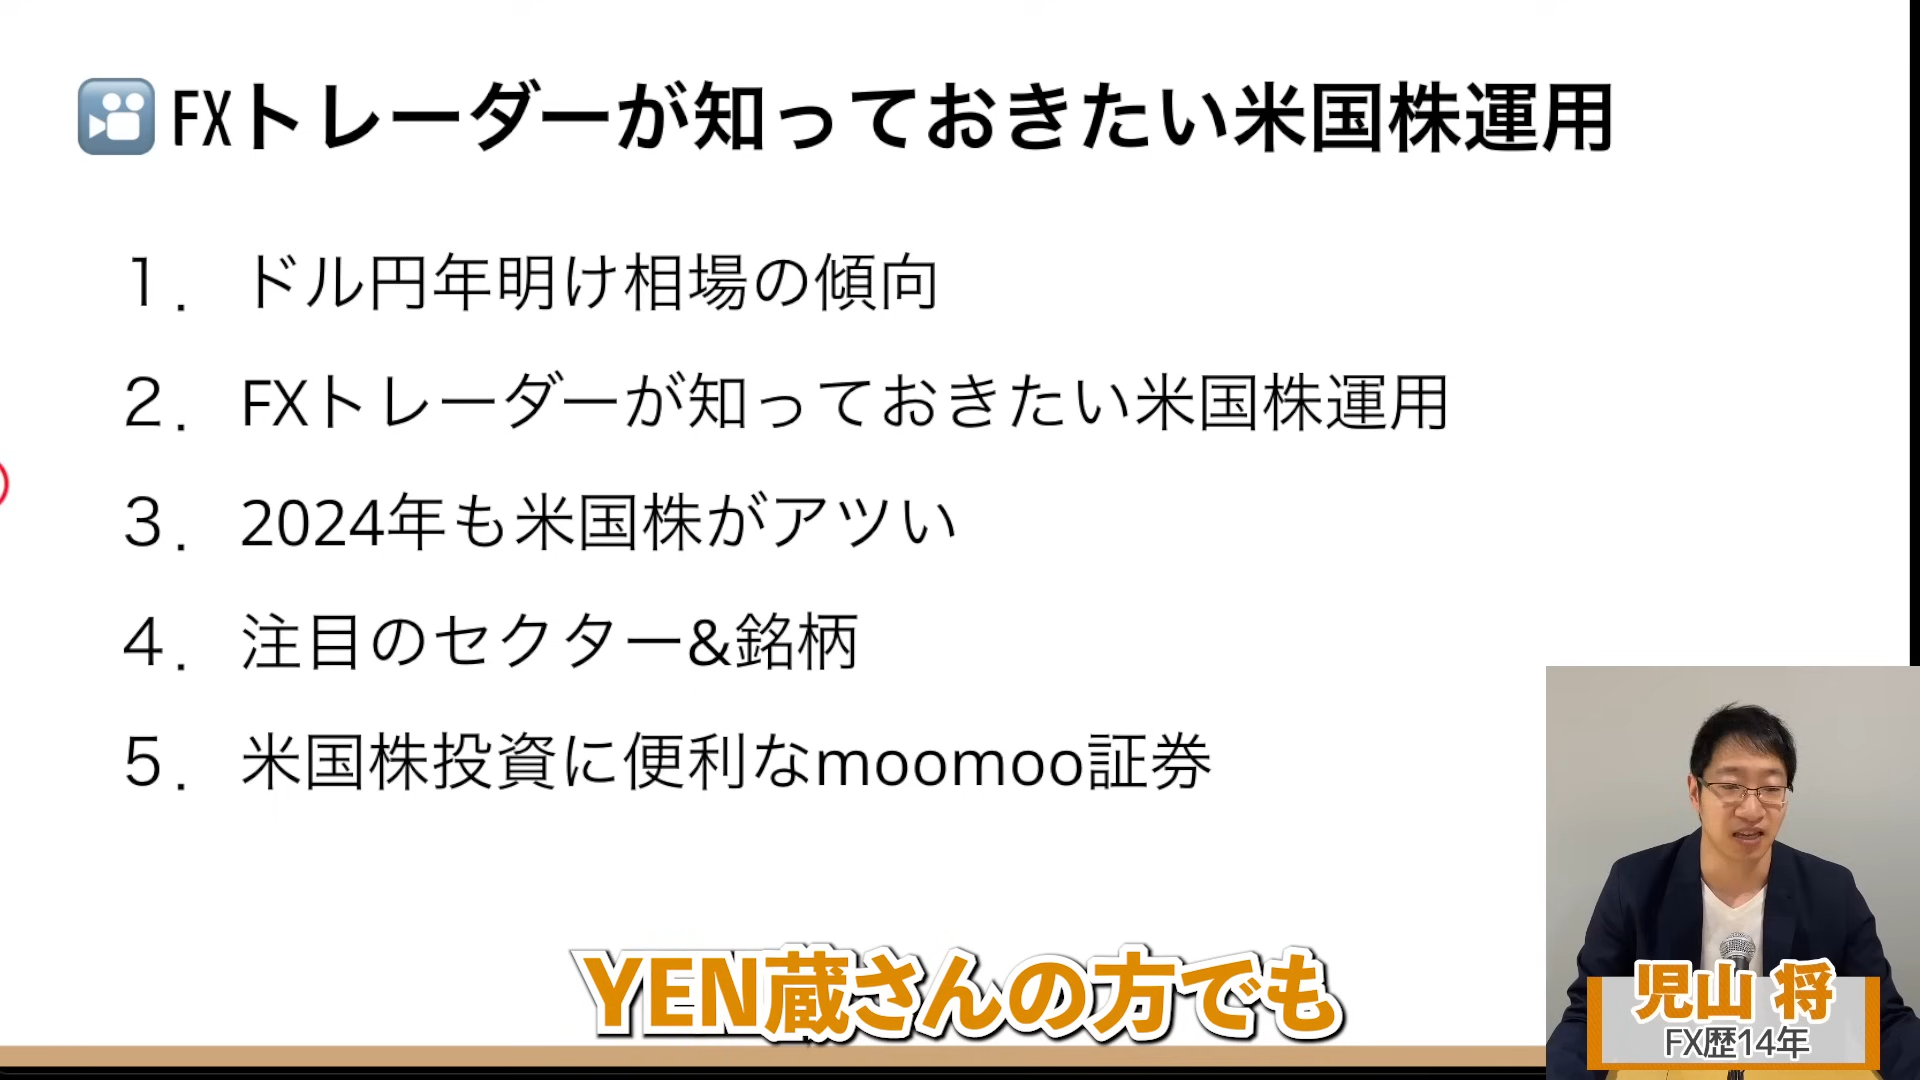 FXトレーダーが知っておきたい米国株運用
1. ドル円年明け相場の傾向
2. FXトレーダーが知っておきたい米国株運用
3. 2024年も米国株がアツい
4. 注目のセクター&銘柄
5. 米国株投資に便利なmoomoo証券
YEN蔵さんの方でも
児山 将
FX歴14年